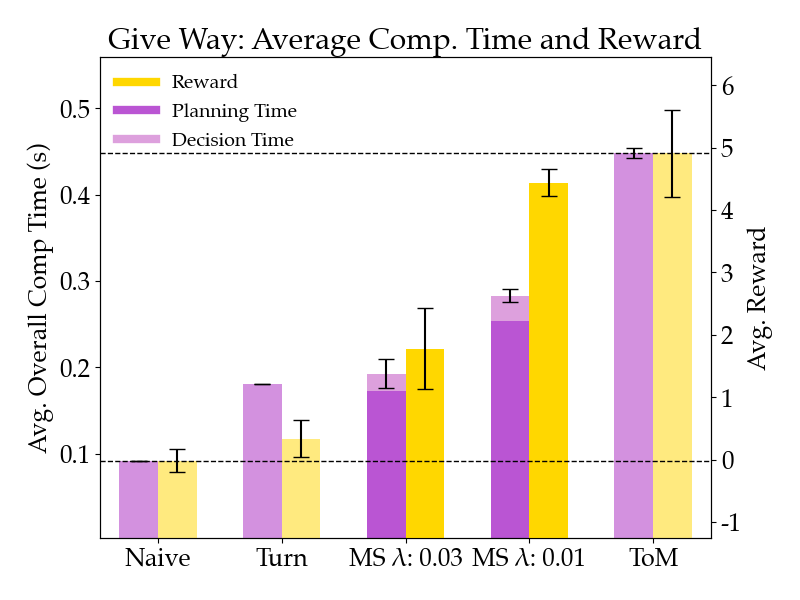 Give Way: Average Comp. Time and Reward
Reward
Planning Time
Decision Time
Avg. Overall Comp Time (s)
0.5
0.4
0.3
0.2
0.1
6
5
4
3
2
1
0
-1
Avg. Reward
Naive
Turn
MS λ: 0.03
MS λ: 0.01
ToM